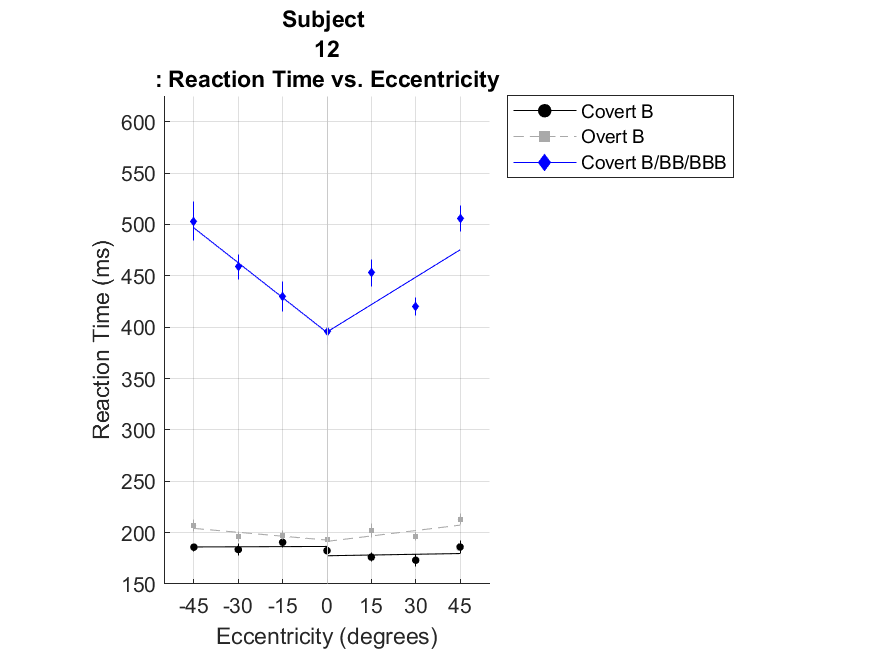 Subject
12
: Reaction Time vs. Eccentricity
Covert B
Overt B
Covert B/BB/BBB
Reaction Time (ms)
600
550
500
450
400
350
300
250
200
150
-45 -30 -15 0 15 30 45
Eccentricity (degrees)